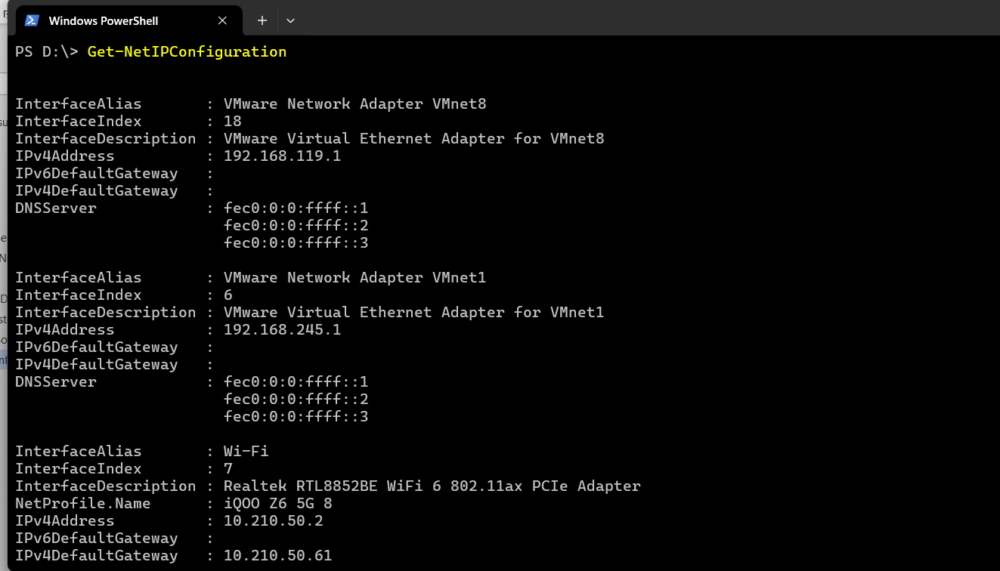 Windows PowerShell
PS D:\> Get-NetIPConfiguration
InterfaceAlias : VMware Network Adapter VMnet8
InterfaceIndex : 18
InterfaceDescription : VMware Virtual Ethernet Adapter for VMnet8
IPv4Address : 192.168.119.1
IPv6DefaultGateway :
IPv4DefaultGateway :
DNSServer : fec0:0:0:ffff::1
fec0:0:0:ffff::2
fec0:0:0:ffff::3
InterfaceAlias : VMware Network Adapter VMnet1
InterfaceIndex : 6
InterfaceDescription : VMware Virtual Ethernet Adapter for VMnet1
IPv4Address : 192.168.245.1
IPv6DefaultGateway :
IPv4DefaultGateway :
DNSServer : fec0:0:0:ffff::1
fec0:0:0:ffff::2
fec0:0:0:ffff::3
InterfaceAlias : Wi-Fi
InterfaceIndex : 7
InterfaceDescription : Realtek RTL8852BE WiFi 6 802.11ax PCIe Adapter
NetProfile.Name : iQOO Z6 5G 8
IPv4Address : 10.210.50.2
IPv6DefaultGateway :
IPv4DefaultGateway : 10.210.50.61